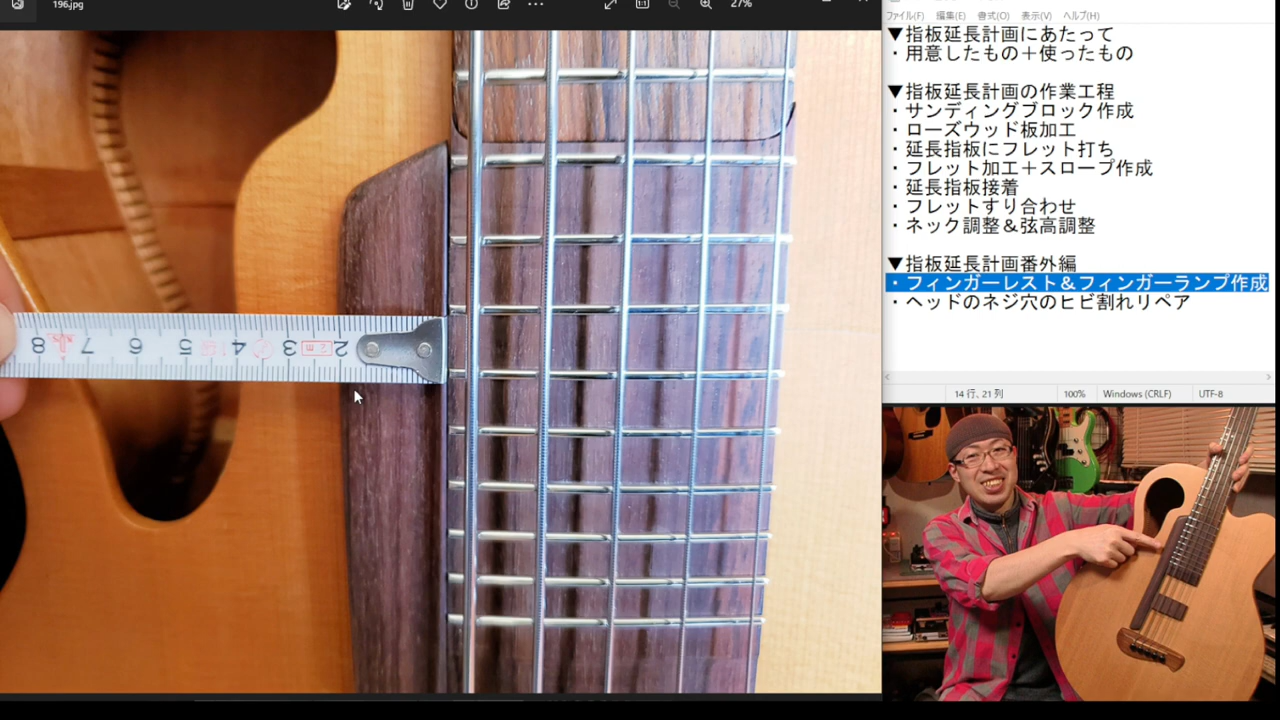 196.jpg
27%
ファイル(F) 編集(E) 書式(O) 表示(V) ヘルプ(H)
▼指板延長計画にあたって
・用意したもの＋使ったもの
▼指板延長計画の作業工程
・サンディングブロック作成
・ローズウッド板加工
・延長指板にフレット打ち
・フレット加工＋スロープ作成
・延長指板接着
・フレットすり合わせ
・ネック調整＆弦高調整
▼指板延長計画番外編
・フィンガーレスト＆フィンガーランプ作成
・ヘッドのネジ穴のヒビ割れリペア
14 行、21 列
100%
Windows (CRLF)
UTF-8
8 7 6 5 4 3 2m 2